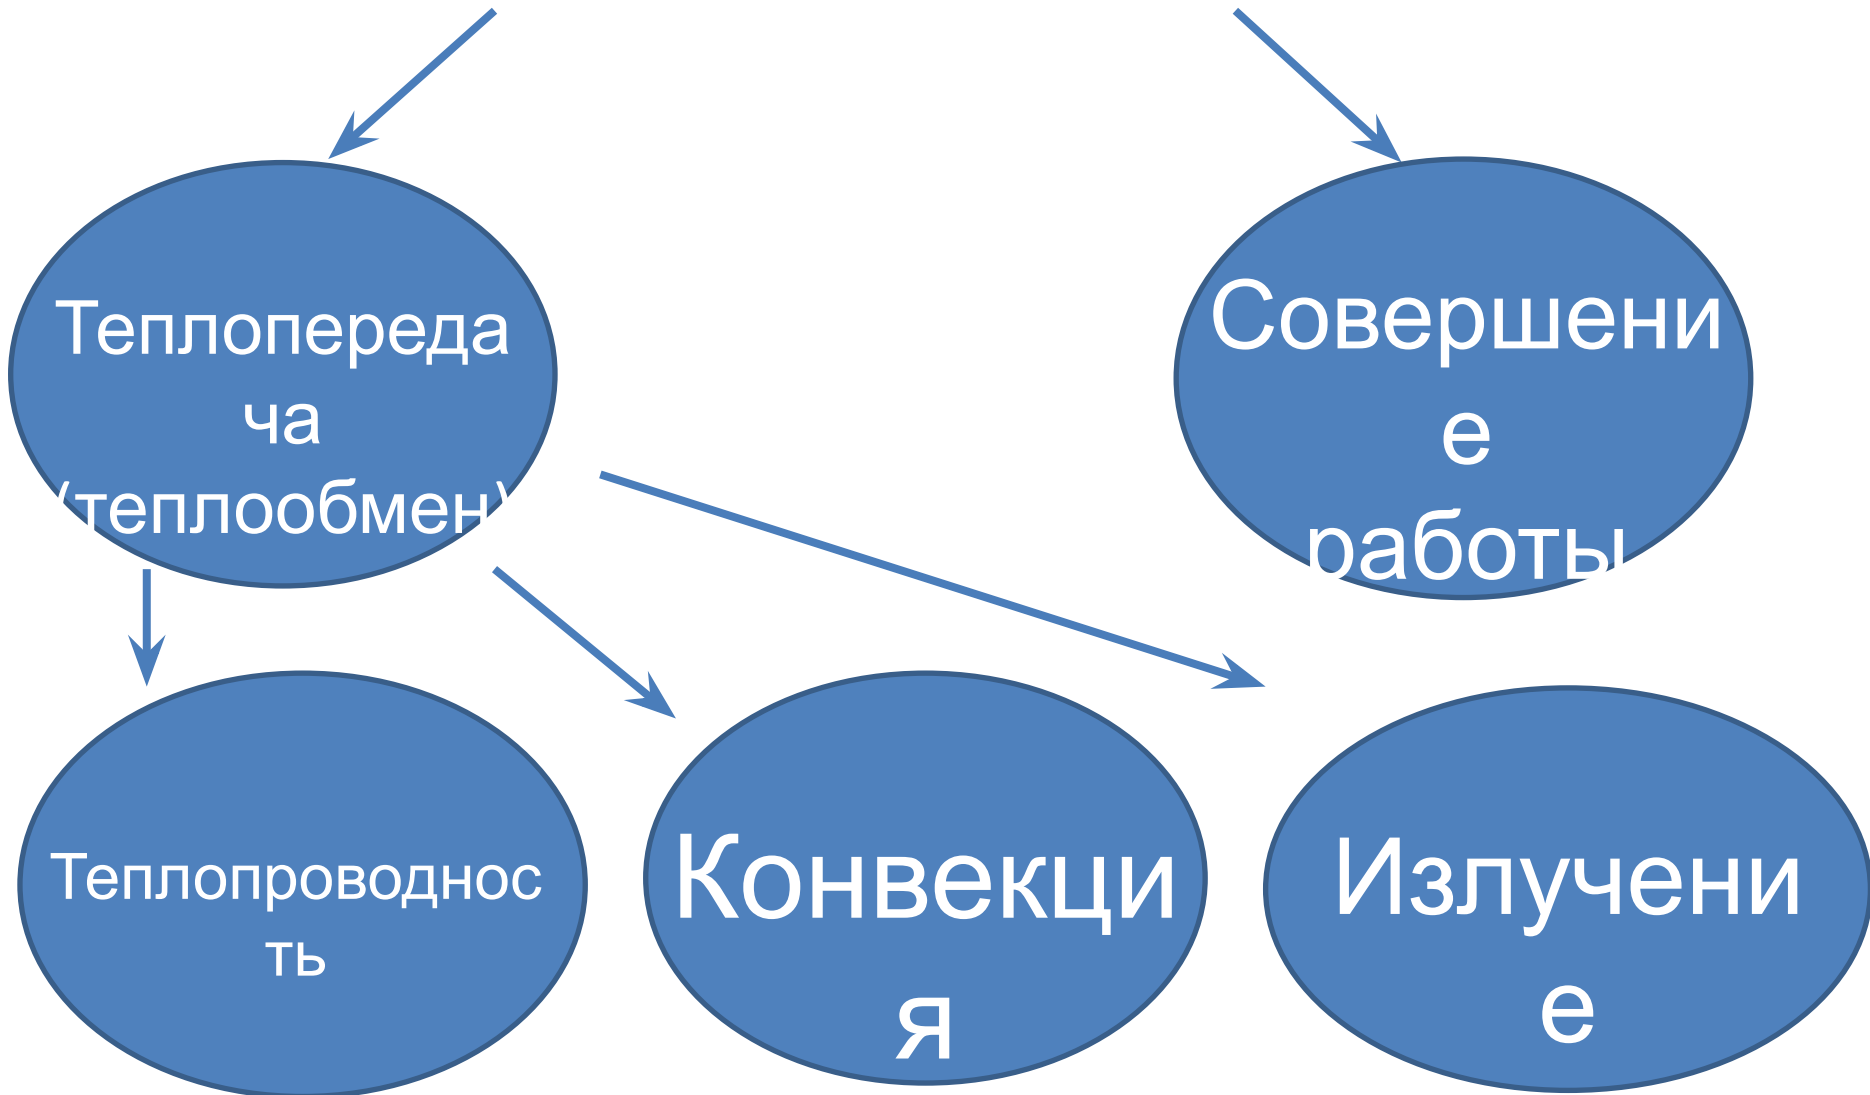 Теплопереда
ча
(теплообмен)
Совершени
е
работы
Теплопроводнос
ть
Конвекци
я
Излучени
е